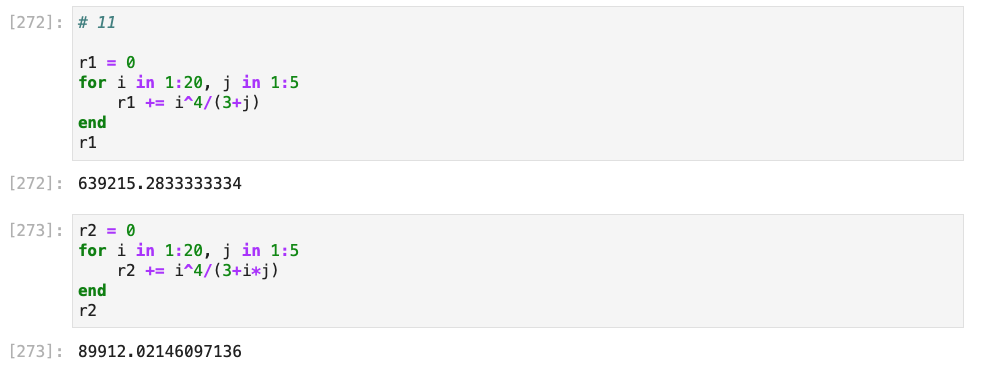 [272]: # 11
r1 = 0
for i in 1:20, j in 1:5
    r1 += i^4/(3+j)
end
r1
[272]: 639215.2833333334
[273]: r2 = 0
for i in 1:20, j in 1:5
    r2 += i^4/(3+i*j)
end
r2
[273]: 89912.02146097136